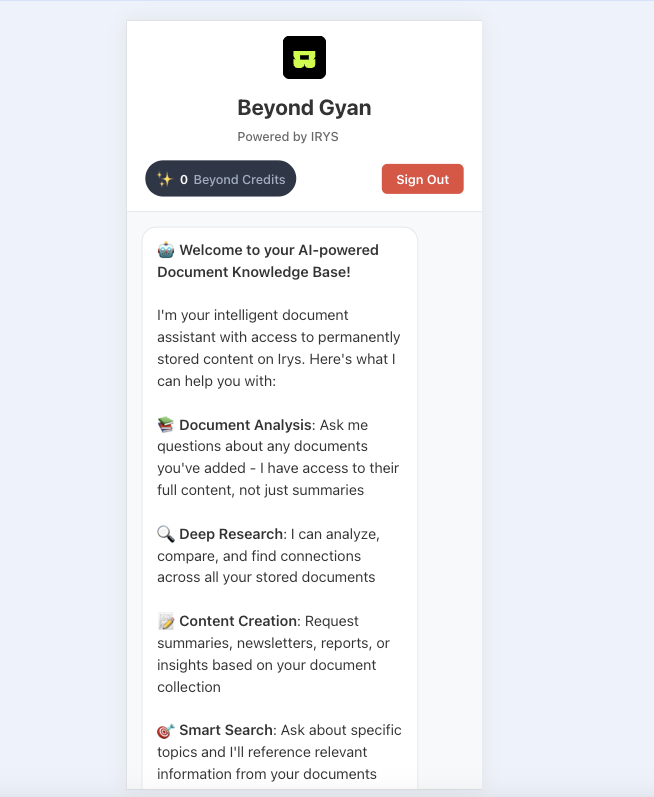 Beyond Gyan
Powered by IRYS
✨ 0 Beyond Credits
Sign Out
🤖 Welcome to your AI-powered
Document Knowledge Base!
I'm your intelligent document
assistant with access to permanently
stored content on Irys. Here's what I
can help you with:
📚 Document Analysis: Ask me
questions about any documents
you've added - I have access to their
full content, not just summaries
🔍 Deep Research: I can analyze,
compare, and find connections
across all your stored documents
📝 Content Creation: Request
summaries, newsletters, reports, or
insights based on your document
collection
🎯 Smart Search: Ask about specific
topics and I'll reference relevant
information from your documents